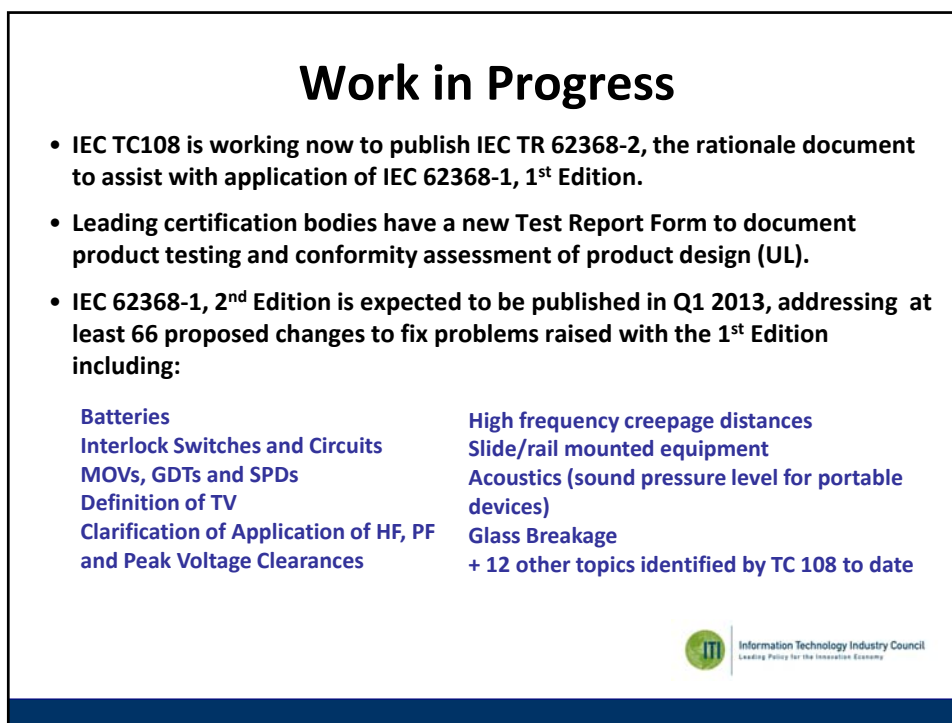 Work in Progress
• IEC TC108 is working now to publish IEC TR 62368-2, the rationale document
to assist with application of IEC 62368-1, 1st Edition.
• Leading certification bodies have a new Test Report Form to document
product testing and conformity assessment of product design (UL).
• IEC 62368-1, 2nd Edition is expected to be published in Q1 2013, addressing at
least 66 proposed changes to fix problems raised with the 1st Edition
including:
Batteries
Interlock Switches and Circuits
MOVs, GDTs and SPDs
Definition of TV
Clarification of Application of HF, PF
and Peak Voltage Clearances
High frequency creepage distances
Slide/rail mounted equipment
Acoustics (sound pressure level for portable
devices)
Glass Breakage
+ 12 other topics identified by TC 108 to date
ITI
Information Technology Industry Council
Leading Policy for the Innovation Economy